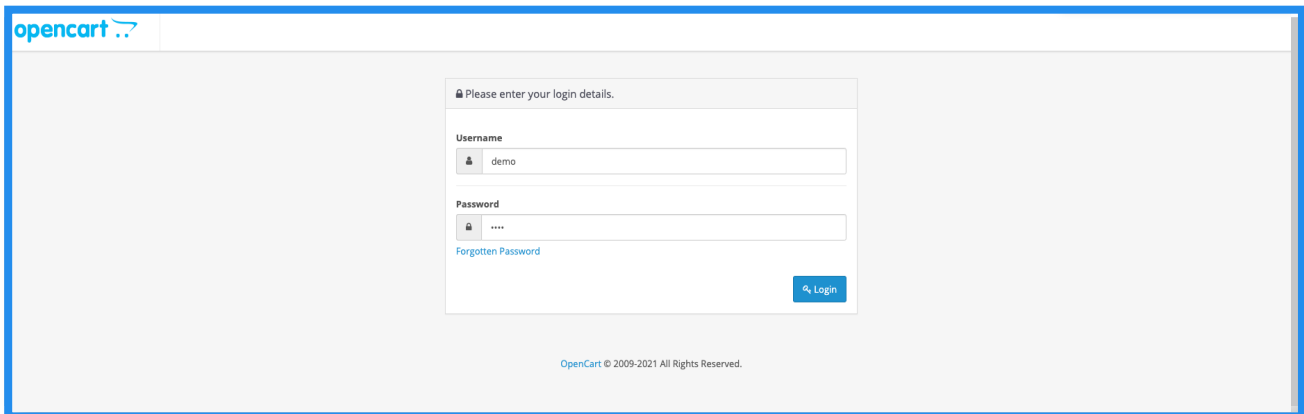 opencart
Please enter your login details.
Username
demo
Password
••••
Forgotten Password
Login
OpenCart © 2009-2021 All Rights Reserved.